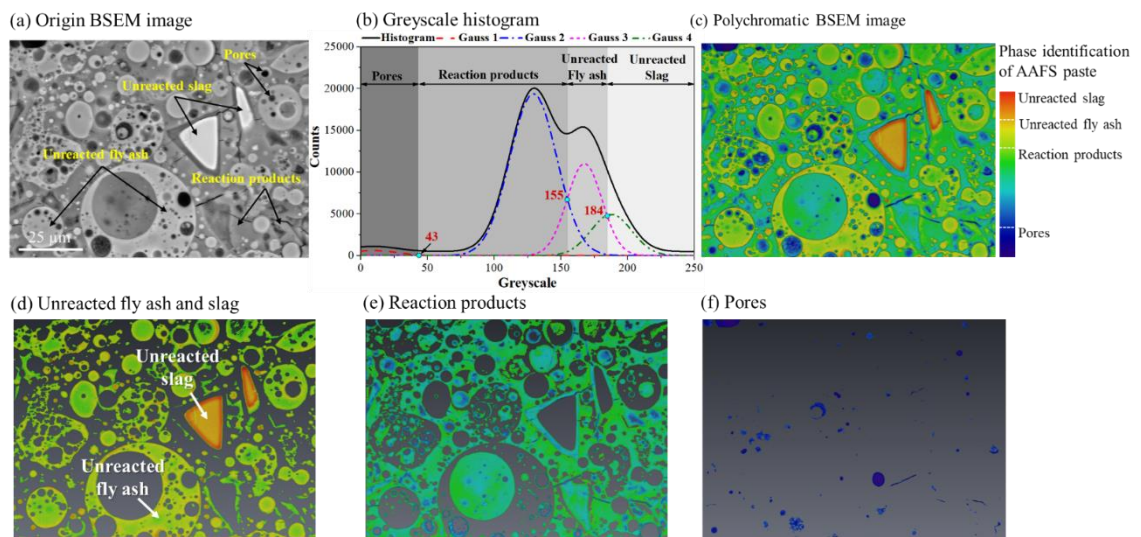 (a) Origin BSEM image
Pores
Unreacted slag
Unreacted fly ash
Reaction products
25 μm
(b) Greyscale histogram
Histogram Gauss 1 Gauss 2 Gauss 3 Gauss 4
Pores
Reaction products
Unreacted
Fly ash
Unreacted
Slag
25000
20000
15000
10000
5000
0
Counts
43
155
184
0 50 100 150 200 250
Greyscale
(c) Polychromatic BSEM image
Phase identification
of AAFS paste
Unreacted slag
Unreacted fly ash
Reaction products
Pores
(d) Unreacted fly ash and slag
Unreacted
slag
Unreacted
fly ash
(e) Reaction products
(f) Pores